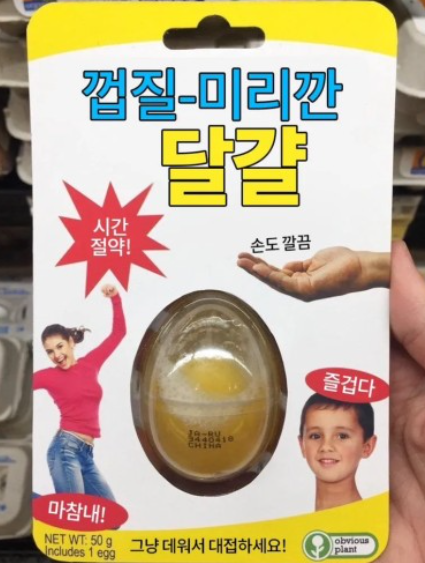 껍질-미리깐
달걀
시간
절약!
손도 깔끔
즐겁다
마참내!
NET WT: 50 g
Includes 1 egg
그냥 데워서 대접하세요!
obvious
plant
CHINA